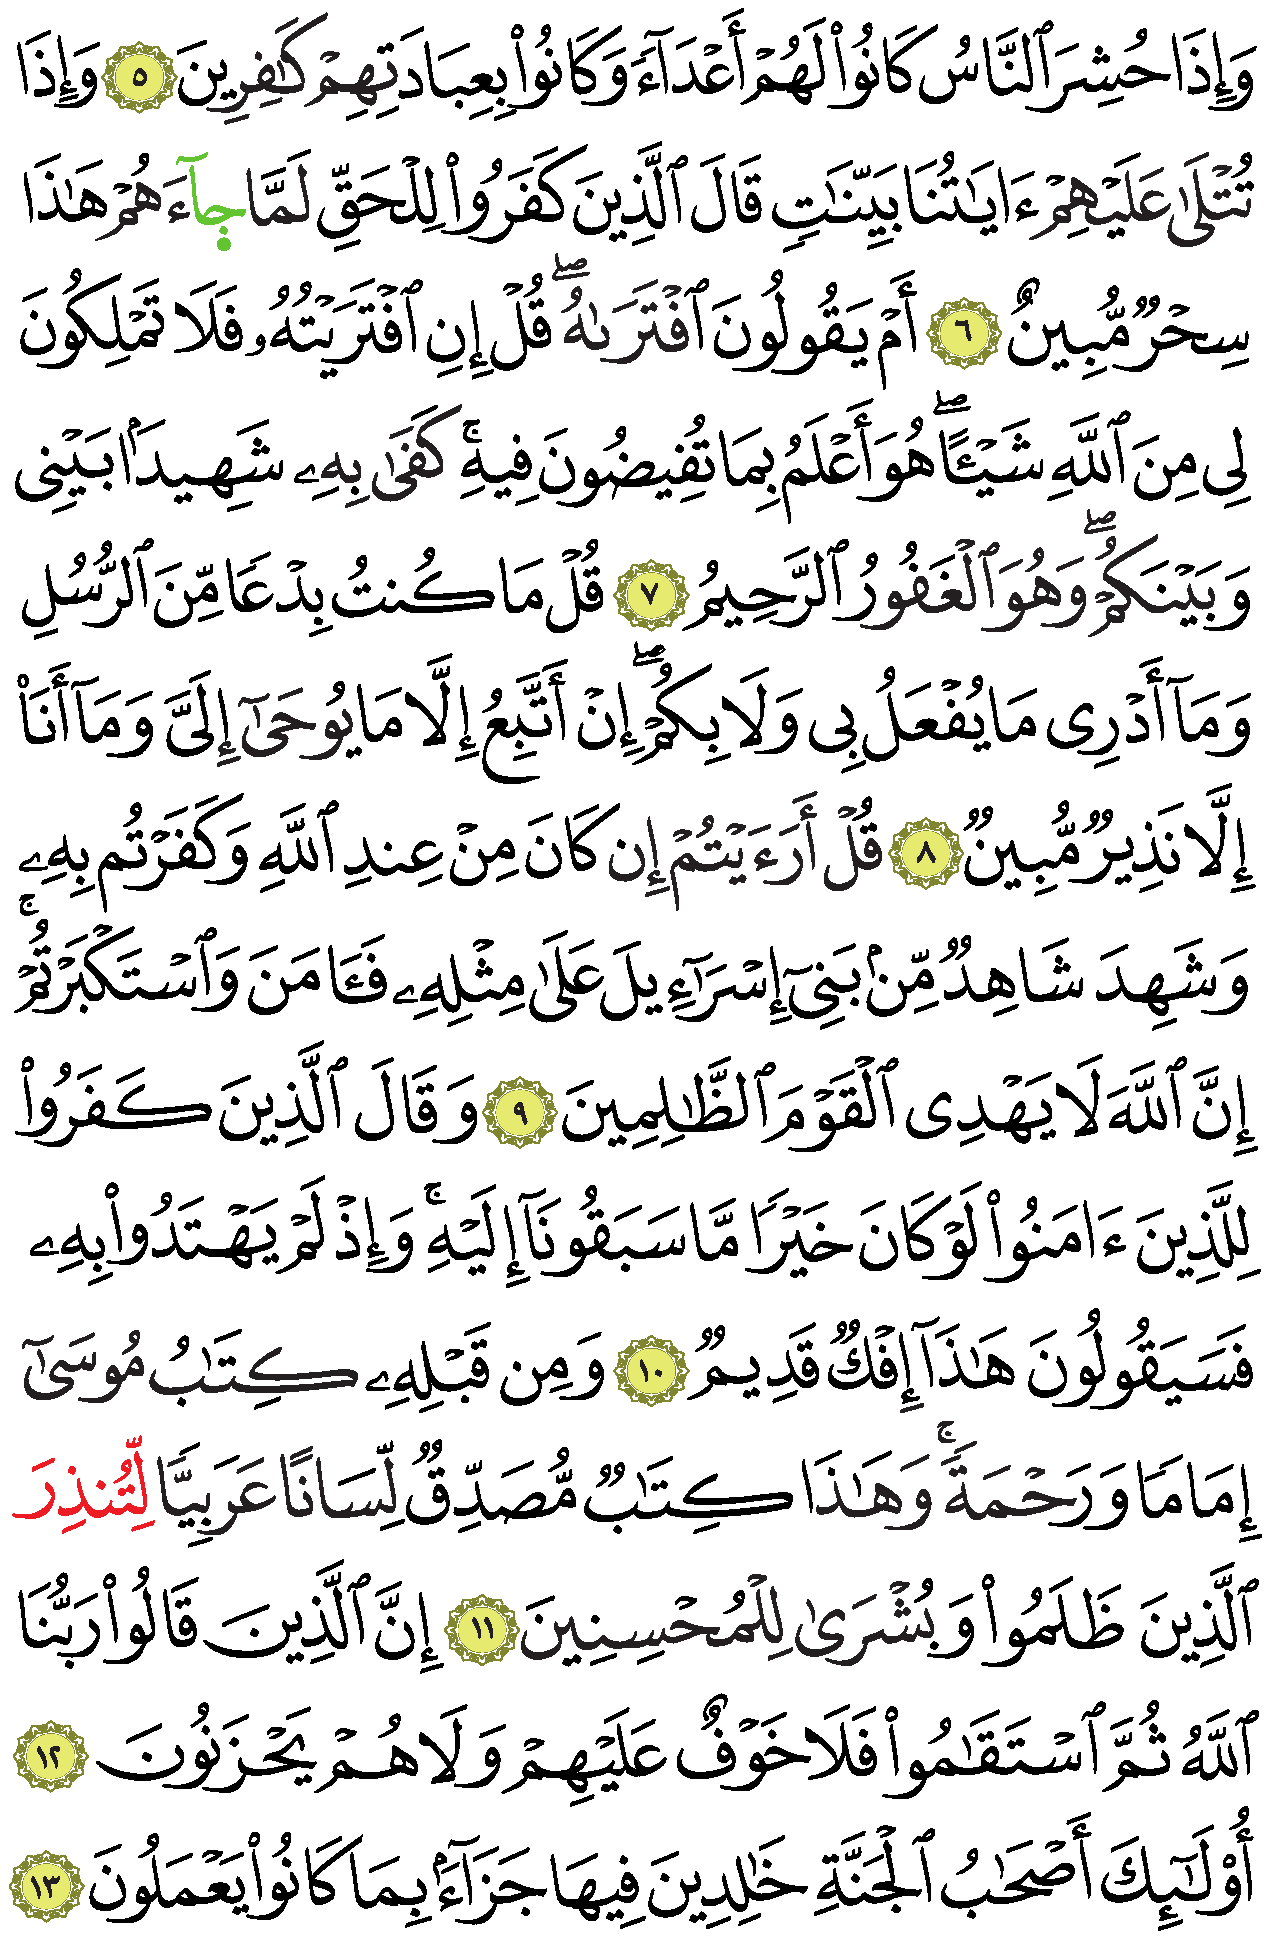 وَإِذَا حُشِرَ ٱلنَّاسُ كَانُواْ لَهُمْ أَعْدَآءً وَكَانُواْ بِعِبَادَتِهِمْ كَٰفِرِينَ ٥ وَإِذَا
تُتْلَىٰ عَلَيْهِمْ ءَايَٰتُنَا بَيِّنَٰتٍ قَالَ ٱلَّذِينَ كَفَرُواْ لِلْحَقِّ لَمَّا جِآءَهُمْ هَٰذَا
سِحْرٌ مُّبِينٌ ٦ أَمْ يَقُولُونَ ٱفْتَرَىٰهُۖ قُلْ إِنِ ٱفْتَرَيْتُهُۥ فَلَا تَمْلِكُونَ
لِى مِنَ ٱللَّهِ شَيْـًٔاۖ هُوَ أَعْلَمُ بِمَا تُفِيضُونَ فِيهِۚ كَفَىٰ بِهِۦ شَهِيدَۢا بَيْنِى
وَبَيْنَكُمْۖ وَهُوَ ٱلْغَفُورُ ٱلرَّحِيمُ ٧ قُلْ مَا كُنتُ بِدْعًا مِّنَ ٱلرُّسُلِ
وَمَآ أَدْرِى مَا يُفْعَلُ بِى وَلَا بِكُمْۖ إِنْ أَتَّبِعُ إِلَّا مَا يُوحَىٰٓ إِلَىَّ وَمَآ أَنَا۠
إِلَّا نَذِيرٌ مُّبِينٌ ٨ قُلْ أَرَءَيْتُمْ إِن كَانَ مِنْ عِندِ ٱللَّهِ وَكَفَرْتُم بِهِۦ
وَشَهِدَ شَاهِدٌ مِّنۢ بَنِىٓ إِسْرَآءِيلَ عَلَىٰ مِثْلِهِۦ فَـَٔامَنَ وَٱسْتَكْبَرْتُمْۚ
إِنَّ ٱللَّهَ لَا يَهْدِى ٱلْقَوْمَ ٱلظَّٰلِمِينَ ٩ وَقَالَ ٱلَّذِينَ كَفَرُواْ
لِلَّذِينَ ءَامَنُواْ لَوْ كَانَ خَيْرًا مَّا سَبَقُونَآ إِلَيْهِۚ وَإِذْ لَمْ يَهْتَدُواْ بِهِۦ
فَسَيَقُولُونَ هَٰذَآ إِفْكٌ قَدِيمٌ ١٠ وَمِن قَبْلِهِۦ كِتَٰبُ مُوسَىٰٓ
إِمَامًا وَرَحْمَةًۚ وَهَٰذَا كِتَٰبٌ مُّصَدِّقٌ لِّسَانًا عَرَبِيًّا لِّتُنذِرَ
ٱلَّذِينَ ظَلَمُواْ وَبُشْرَىٰ لِلْمُحْسِنِينَ ١١ إِنَّ ٱلَّذِينَ قَالُواْ رَبُّنَا
ٱللَّهُ ثُمَّ ٱسْتَقَٰمُواْ فَلَا خَوْفٌ عَلَيْهِمْ وَلَا هُمْ يَحْزَنُونَ ١٢
أُوْلَٰٓئِكَ أَصْحَٰبُ ٱلْجَنَّةِ خَٰلِدِينَ فِيهَا جَزَآءَۢ بِمَا كَانُواْ يَعْمَلُونَ ١٣